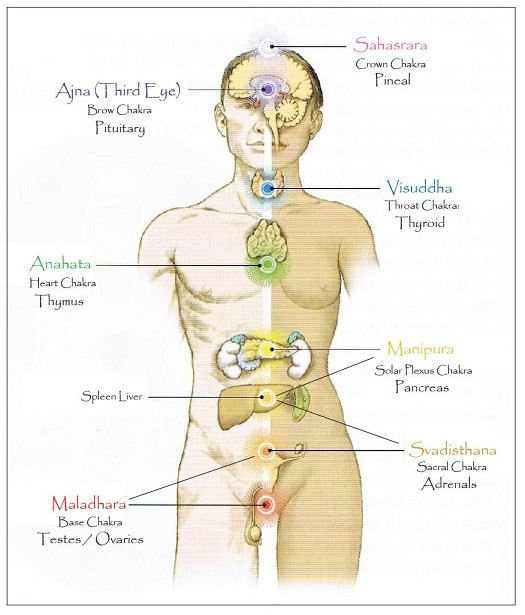 Sahasrara
Crown Chakra
Pineal
Ajna (Third Eye)
Brow Chakra
Pituitary
Visuddha
Throat Chakra:
Thyroid
Anahata
Heart Chakra
Thymus
Manipura
Solar Plexus Chakra
Pancreas
Spleen Liver
Svadisthana
Sacral Chakra
Adrenals
Maladhara
Base Chakra
Testes / Ovaries